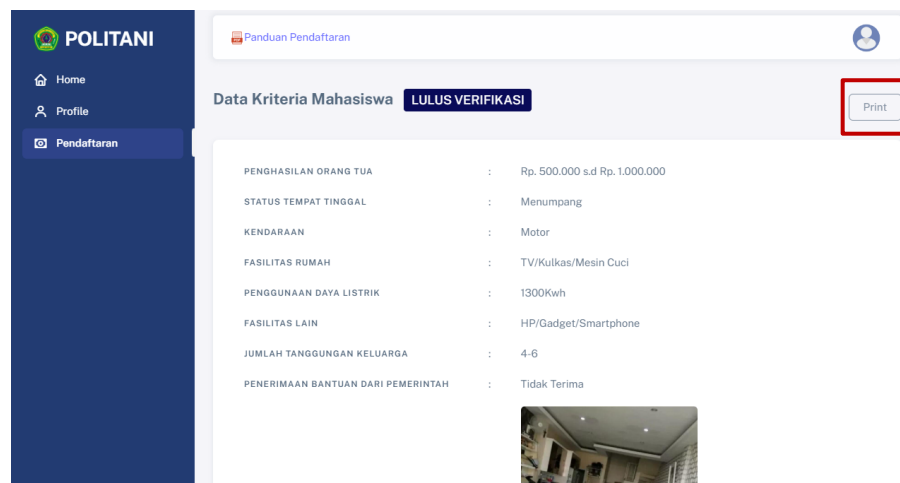 POLITANI
Panduan Pendaftaran
Home
Profile
Pendaftaran
Data Kriteria Mahasiswa LULUS VERIFIKASI
Print
PENGHASILAN ORANG TUA : Rp. 500.000 s.d Rp. 1.000.000
STATUS TEMPAT TINGGAL : Menumpang
KENDARAAN : Motor
FASILITAS RUMAH : TV/Kulkas/Mesin Cuci
PENGGUNAAN DAYA LISTRIK : 1300Kwh
FASILITAS LAIN : HP/Gadget/Smartphone
JUMLAH TANGGUNGAN KELUARGA : 4-6
PENERIMAAN BANTUAN DARI PEMERINTAH : Tidak Terima